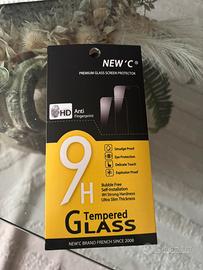 NEW'C®
PREMIUM GLASS SCREEN PROTECTOR
HD Anti
Fingerprint
9H
Smudge Proof
Eye Protection
Delicate Touch
Explosion Proof
Bubble Free
Self-installation
9H Strong Hardness
Ultra Slim Thickness
Tempered
GLASS
NEW'C BRAND FRENCH SINCE 2008